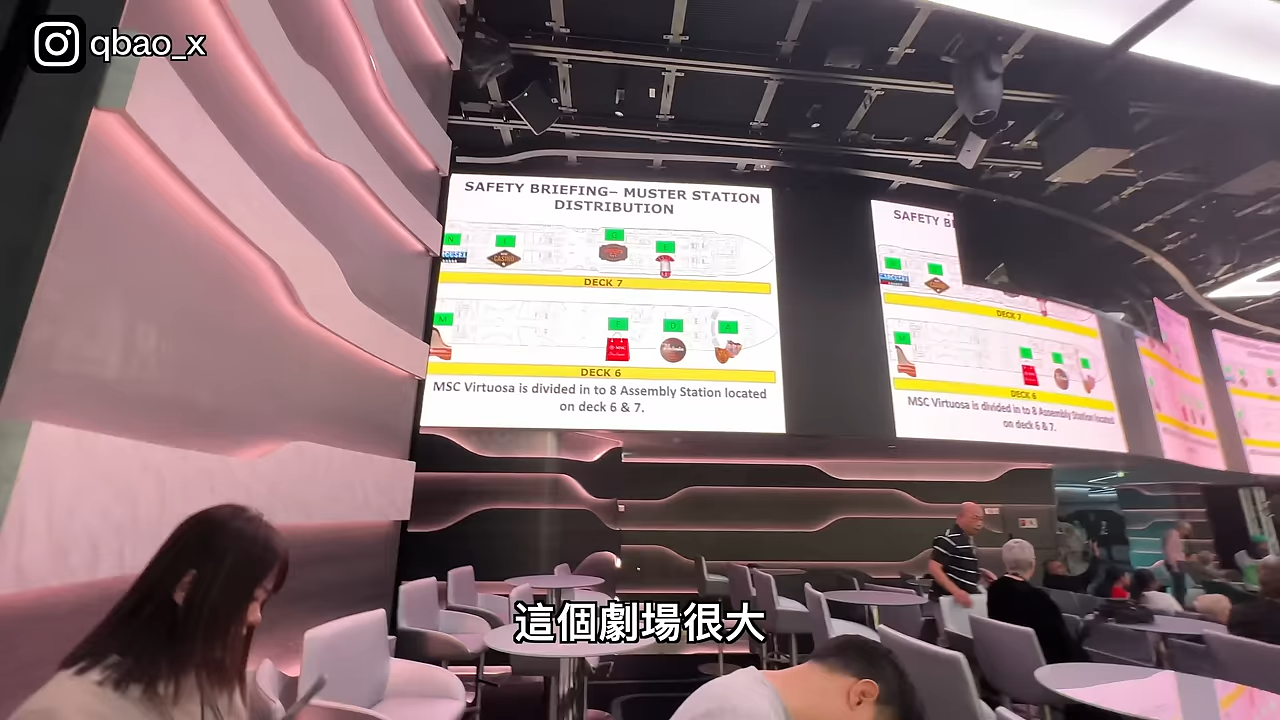 qbao_x
SAFETY BRIEFING– MUSTER STATION
DISTRIBUTION
CASINO
DECK 7
M
DECK 6
MSC Virtuosa is divided in to 8 Assembly Station located
on deck 6 & 7.
SAFETY B
DECK 7
DECK 6
MSC Virtuosa is divided in to 8 Assembly Station located
on deck 6 & 7.
這個劇場很大